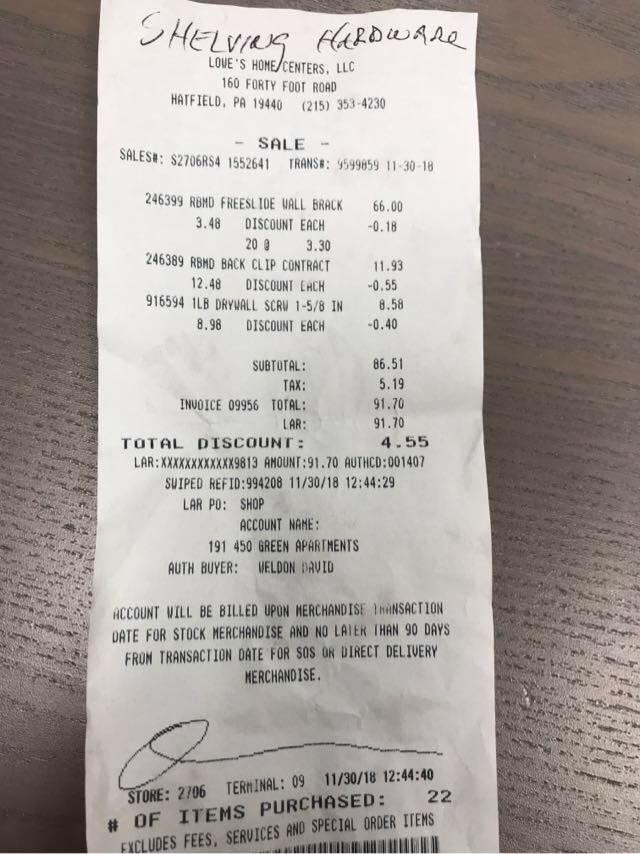 SHELVING HARDWARE
LOWE'S HOME CENTERS, LLC
160 FORTY FOOT ROAD
HATFIELD, PA 19440 (215) 353-4230
- SALE -
SALES#: S2706RS4 1552641 TRANS#: 9599859 11-30-18
246399 RBMD FREESLIDE WALL BRACK 66.00
3.48 DISCOUNT EACH -0.18
20 @ 3.30
246389 RBMD BACK CLIP CONTRACT 11.93
12.48 DISCOUNT EACH -0.55
916594 1LB DRYWALL SCRW 1-5/8 IN 8.58
8.98 DISCOUNT EACH -0.40
SUBTOTAL: 86.51
TAX: 5.19
INVOICE 09956 TOTAL: 91.70
LAR: 91.70
TOTAL DISCOUNT: 4.55
LAR:XXXXXXXXXXXX9813 AMOUNT:91.70 AUTHCD:001407
SWIPED REFID:994208 11/30/18 12:44:29
LAR PO: SHOP
ACCOUNT NAME:
191 450 GREEN APARTMENTS
AUTH BUYER: WELDON DAVID
ACCOUNT WILL BE BILLED UPON MERCHANDISE TRANSACTION
DATE FOR STOCK MERCHANDISE AND NO LATER THAN 90 DAYS
FROM TRANSACTION DATE FOR SOS OR DIRECT DELIVERY
MERCHANDISE.
STORE: 2706 TERMINAL: 09 11/30/18 12:44:40
# OF ITEMS PURCHASED: 22
EXCLUDES FEES, SERVICES AND SPECIAL ORDER ITEMS